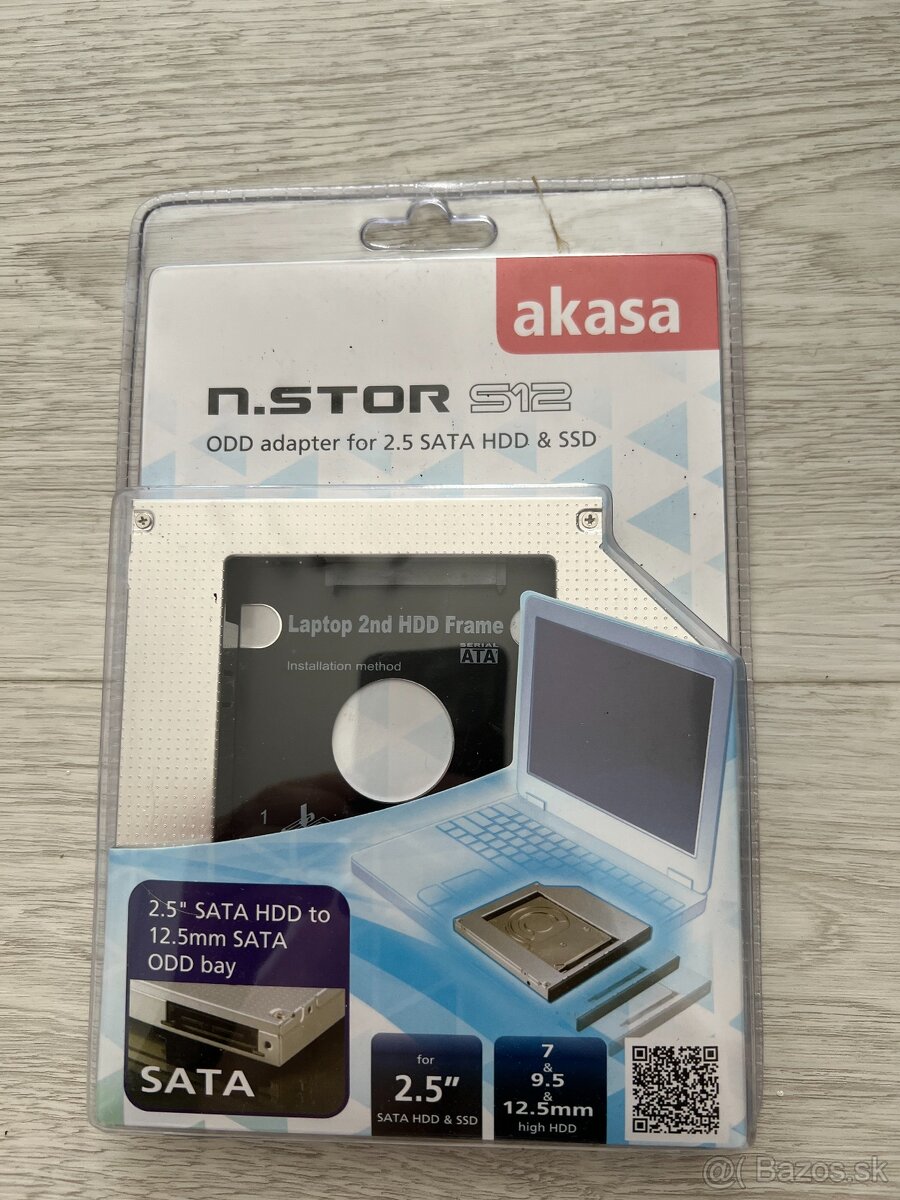 akasa
n.STOR S12
ODD adapter for 2.5 SATA HDD & SSD
Laptop 2nd HDD Frame
SERIAL
ATA
Installation method
1
2.5" SATA HDD to
12.5mm SATA
ODD bay
SATA
for
2.5"
SATA HDD & SSD
7
&
9.5
&
12.5mm
high HDD
@( Bazos.sk